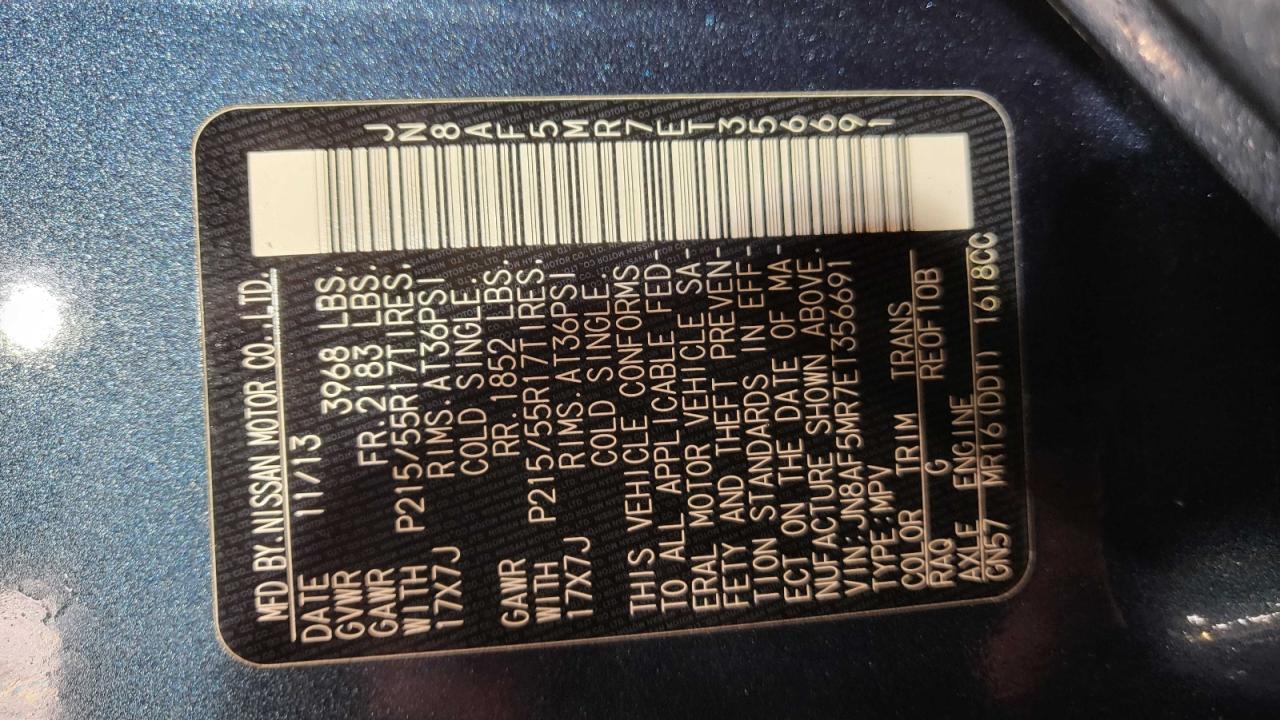 MFD BY.NISSAN MOTOR CO.,LTD.
DATE 11/13
GVWR 3968 LBS.
GAWR FR.2183 LBS.
WITH P215/55R17TIRES.
17X7J RIMS.AT36PSI
COLD SINGLE.
GAWR RR.1852 LBS.
WITH P215/55R17TIRES.
17X7J RIMS.AT36PSI
COLD SINGLE.
THIS VEHICLE CONFORMS
TO ALL APPLICABLE FED-
ERAL MOTOR VEHICLE SA-
FETY AND THEFT PREVEN-
TION STANDARDS IN EFF-
ECT ON THE DATE OF MA-
NUFACTURE SHOWN ABOVE.
VIN:JN8AF5MR7ET356691
TYPE:MPV
COLOR TRIM TRANS
RAQ G RE0F10B
AXLE ENGINE
GN57 MR16(DDT) 1618CC
JN8AF5MR7ET356691